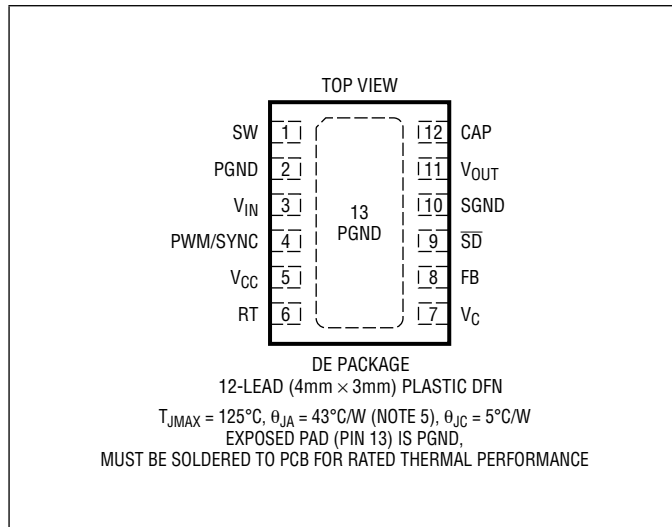 TOP VIEW
SW 1 12 CAP
PGND 2 11 VOUT
VIN 3 10 SGND
13
PGND
PWM/SYNC 4 9 S̅D̅
VCC 5 8 FB
RT 6 7 VC
DE PACKAGE
12-LEAD (4mm × 3mm) PLASTIC DFN
TJMAX = 125°C, θJA = 43°C/W (NOTE 5), θJC = 5°C/W
EXPOSED PAD (PIN 13) IS PGND,
MUST BE SOLDERED TO PCB FOR RATED THERMAL PERFORMANCE